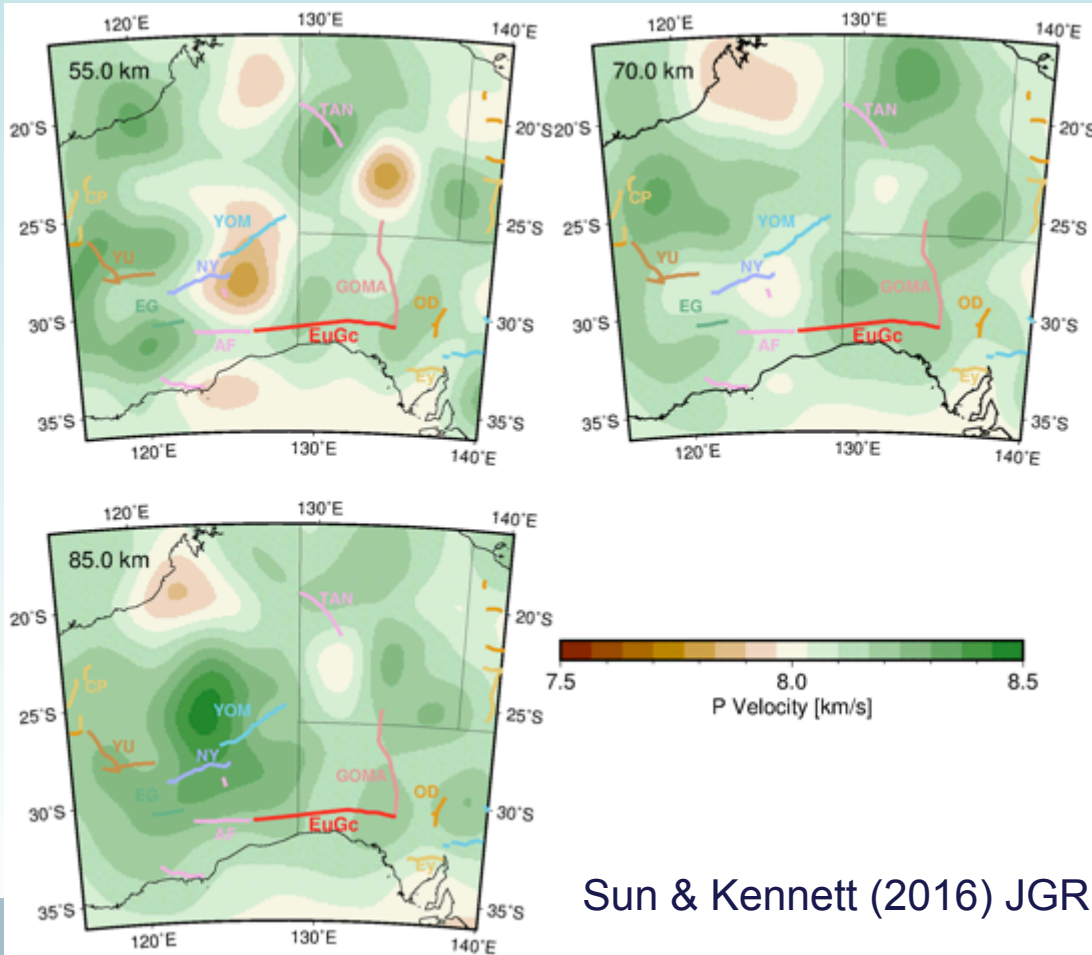 120°E 130°E 140°E
55.0 km
TAN
20°S 20°S
CP
25°S 25°S
YOM
YU
NY
GOMA
EG
OD
30°S 30°S
EuGc
AF
Ey
35°S 35°S
120°E 130°E 140°E
120°E 130°E 140°E
70.0 km
TAN
20°S 20°S
CP
25°S 25°S
YOM
YU
NY
GOMA
EG
OD
30°S 30°S
EuGc
AF
Ey
35°S 35°S
120°E 130°E 140°E
120°E 130°E 140°E
85.0 km
TAN
20°S 20°S
CP
25°S 25°S
YOM
YU
NY
GOMA
EG
OD
30°S 30°S
EuGc
AF
Ey
35°S 35°S
120°E 130°E 140°E
7.5 8.0 8.5
P Velocity [km/s]
Sun & Kennett (2016) JGR